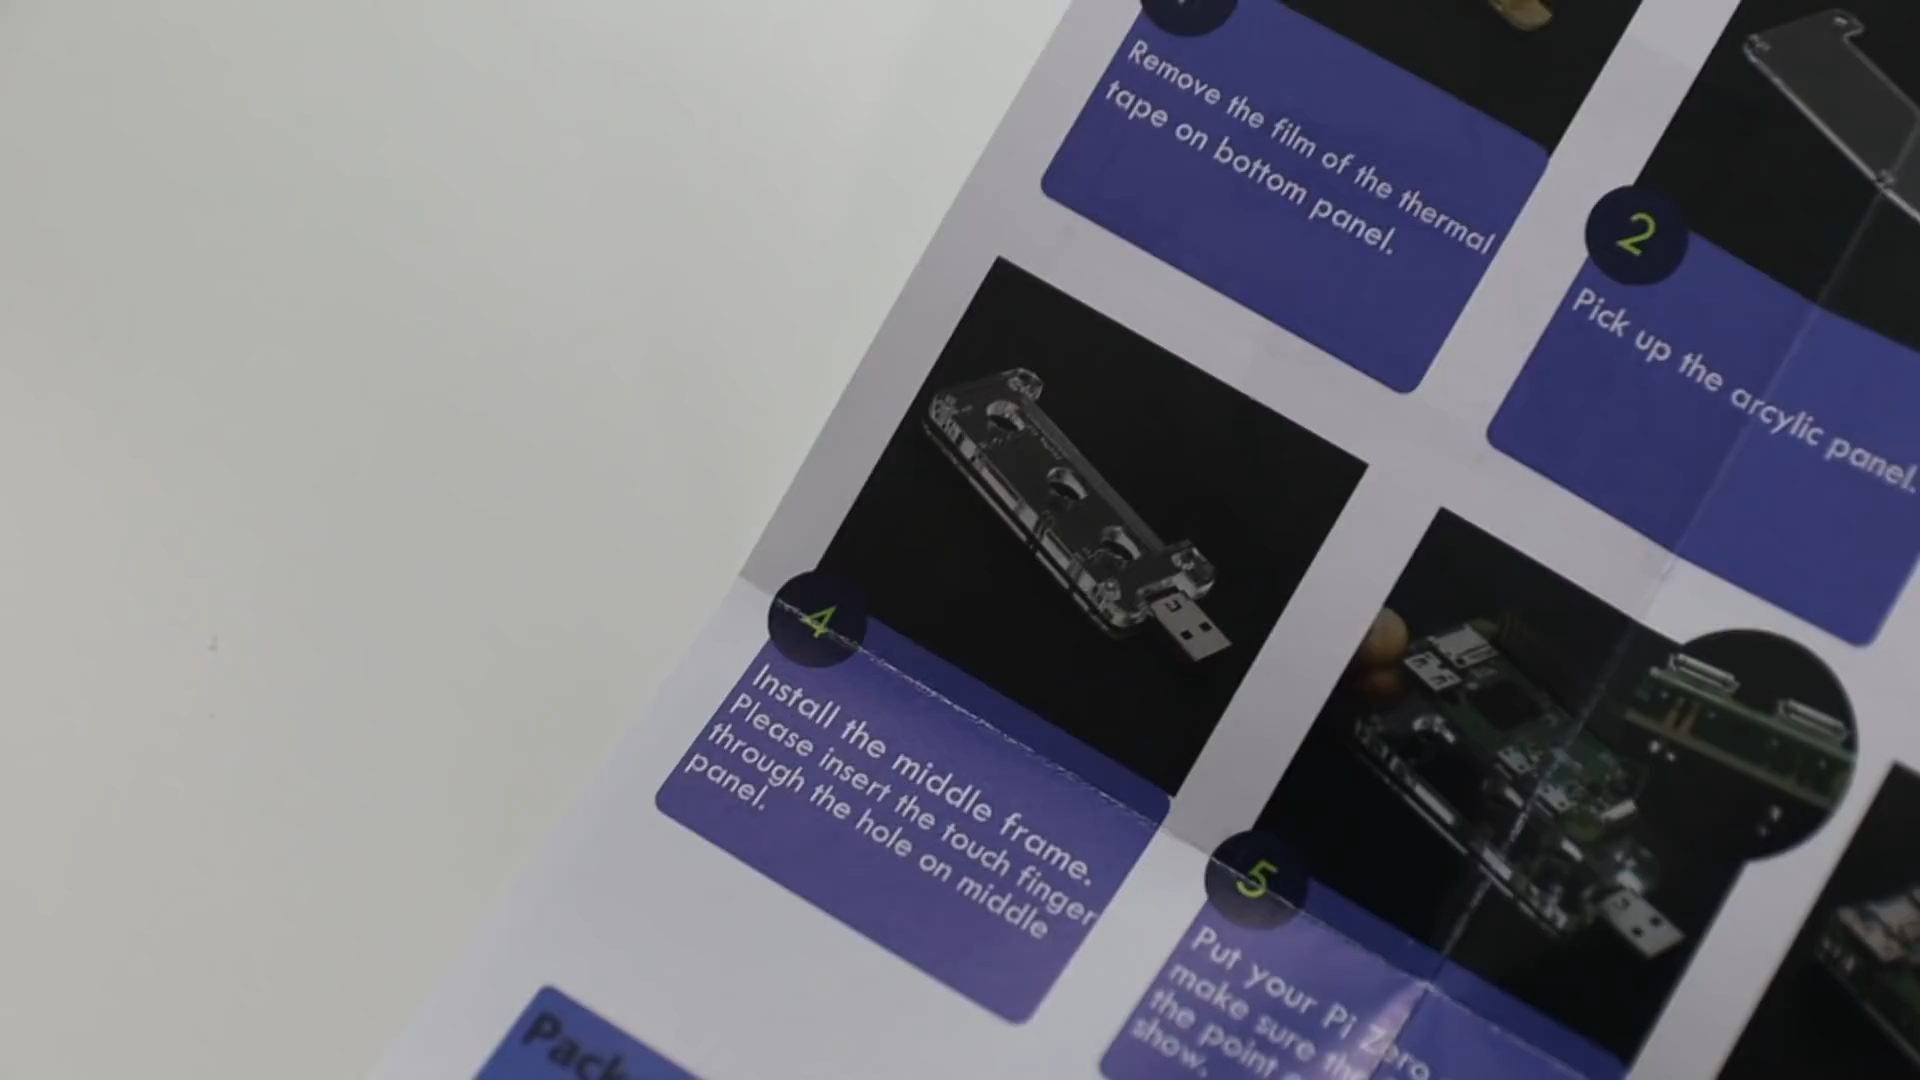 Remove the film of the thermal
tape on bottom panel.
2
Pick up the arcylic panel.
4
Install the middle frame.
Please insert the touch finger
through the hole on middle
panel.
5
Put your Pi Zero
make sure
the point
show.